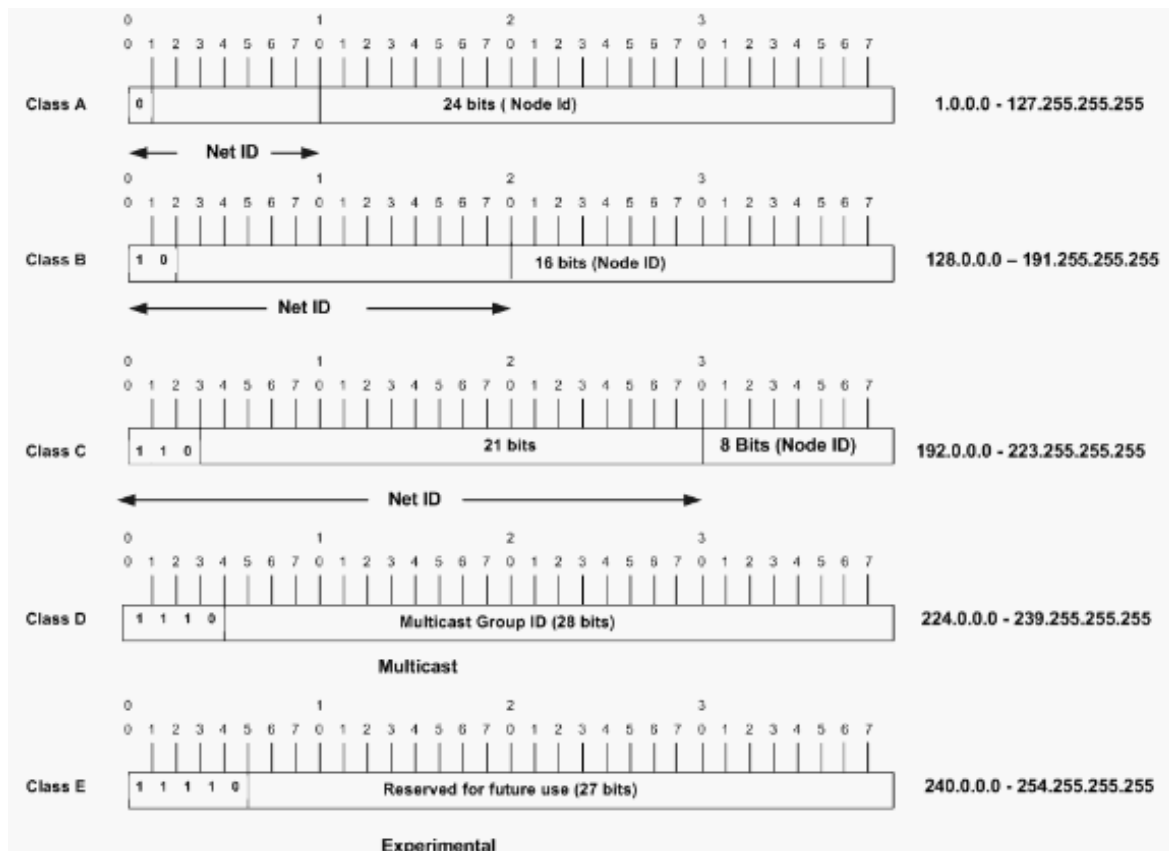 0 1 2 3
0 1 2 3 4 5 6 7 0 1 2 3 4 5 6 7 0 1 2 3 4 5 6 7 0 1 2 3 4 5 6 7
Class A 0 24 bits ( Node Id) 1.0.0.0 - 127.255.255.255
Net ID
0 1 2 3
0 1 2 3 4 5 6 7 0 1 2 3 4 5 6 7 0 1 2 3 4 5 6 7 0 1 2 3 4 5 6 7
Class B 1 0 16 bits (Node ID) 128.0.0.0 – 191.255.255.255
Net ID
0 1 2 3
0 1 2 3 4 5 6 7 0 1 2 3 4 5 6 7 0 1 2 3 4 5 6 7 0 1 2 3 4 5 6 7
Class C 1 1 0 21 bits 8 Bits (Node ID) 192.0.0.0 - 223.255.255.255
Net ID
0 1 2 3
0 1 2 3 4 5 6 7 0 1 2 3 4 5 6 7 0 1 2 3 4 5 6 7 0 1 2 3 4 5 6 7
Class D 1 1 1 0 Multicast Group ID (28 bits) 224.0.0.0 - 239.255.255.255
Multicast
0 1 2 3
0 1 2 3 4 5 6 7 0 1 2 3 4 5 6 7 0 1 2 3 4 5 6 7 0 1 2 3 4 5 6 7
Class E 1 1 1 1 0 Reserved for future use (27 bits) 240.0.0.0 - 254.255.255.255
Experimental